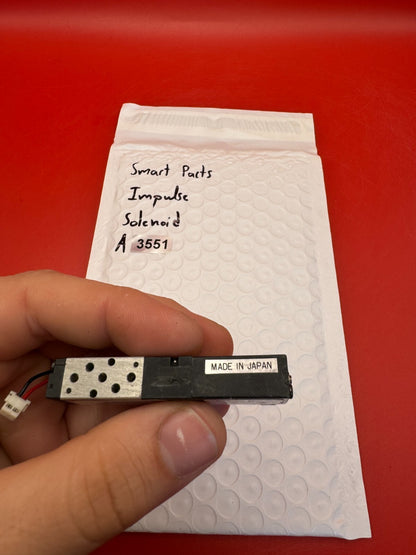 Smart Parts
Impulse
Solenoid
A 3551
MADE IN JAPAN